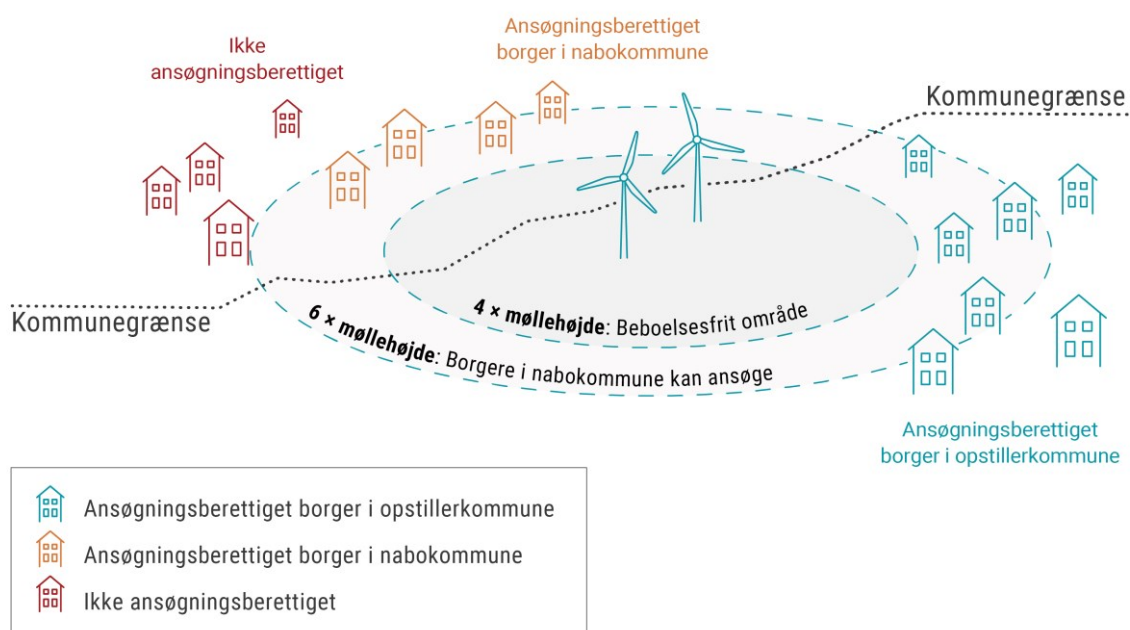 Ikke
ansøgningsberettiget
Ansøgningsberettiget
borger i nabokommune
Kommunegrænse
Kommunegrænse
4 × møllehøjde: Beboelsesfrit område
6 × møllehøjde: Borgere i nabokommune kan ansøge
Ansøgningsberettiget
borger i opstillerkommune
Ansøgningsberettiget borger i opstillerkommune
Ansøgningsberettiget borger i nabokommune
Ikke ansøgningsberettiget